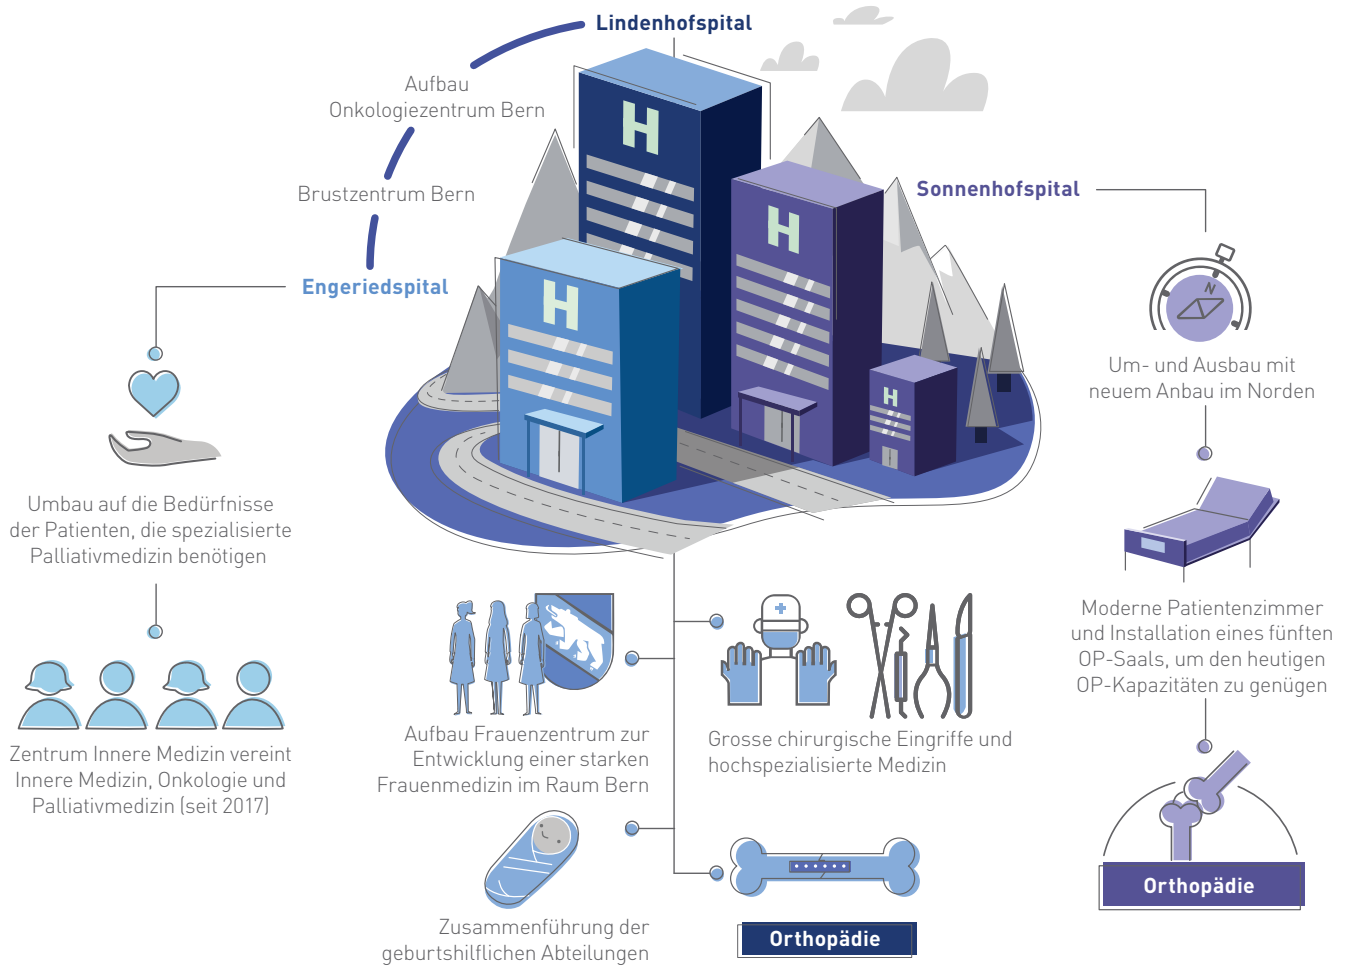 Lindenhofspital
Aufbau
Onkologiezentrum Bern
Brustzentrum Bern
Engeriedspital
H
H
H
H
Sonnenhofspital
N
Um- und Ausbau mit
neuem Anbau im Norden
Umbau auf die Bedürfnisse
der Patienten, die spezialisierte
Palliativmedizin benötigen
Zentrum Innere Medizin vereint
Innere Medizin, Onkologie und
Palliativmedizin (seit 2017)
Aufbau Frauenzentrum zur
Entwicklung einer starken
Frauenmedizin im Raum Bern
Zusammenführung der
geburtshilflichen Abteilungen
Grosse chirurgische Eingriffe und
hochspezialisierte Medizin
Orthopädie
Moderne Patientenzimmer
und Installation eines fünften
OP-Saals, um den heutigen
OP-Kapazitäten zu genügen
Orthopädie